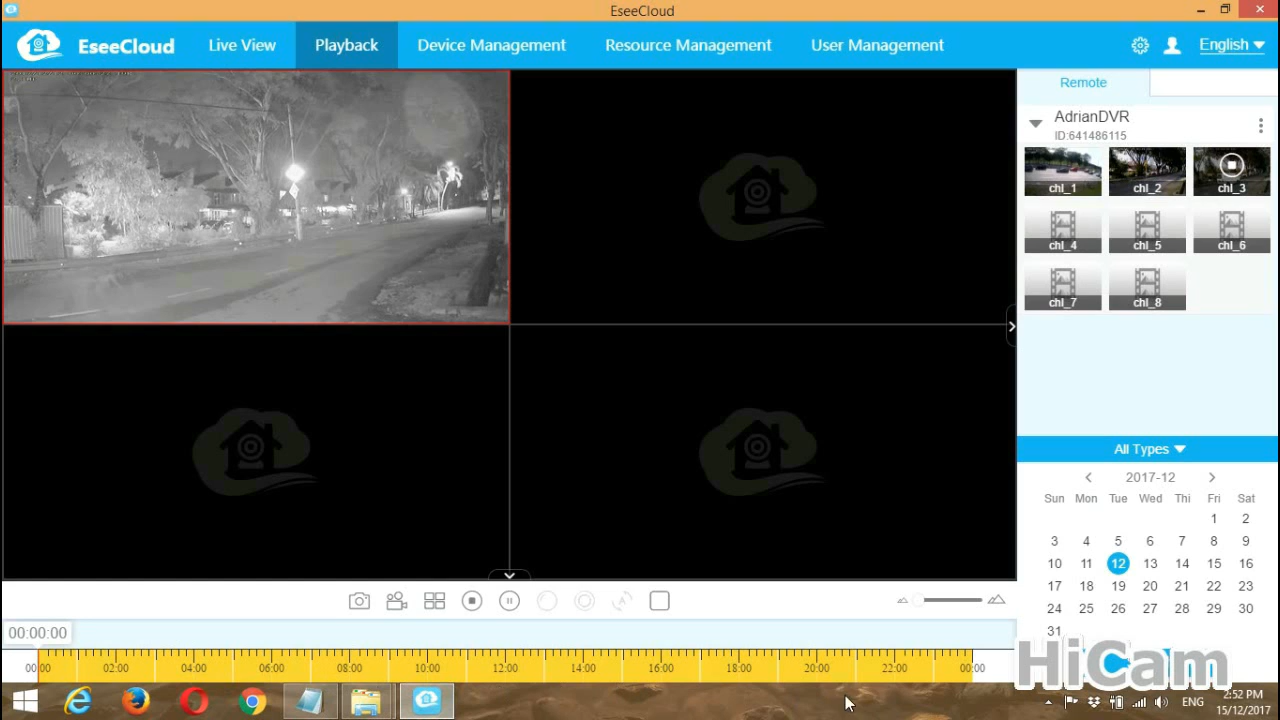 EseeCloud
EseeCloud
Live View
Playback
Device Management
Resource Management
User Management
English
Remote
AdrianDVR
ID:641486115
chl_1
chl_2
chl_3
chl_4
chl_5
chl_6
chl_7
chl_8
All Types
2017-12
Sun Mon Tue Wed Thi Fri Sat
1 2
3 4 5 6 7 8 9
10 11 12 13 14 15 16
17 18 19 20 21 22 23
24 25 26 27 28 29 30
31
00:00:00
00:00 02:00 04:00 06:00 08:00 10:00 12:00 14:00 16:00 18:00 20:00 22:00 00:00
HiCam
ENG
2:52 PM
15/12/2017